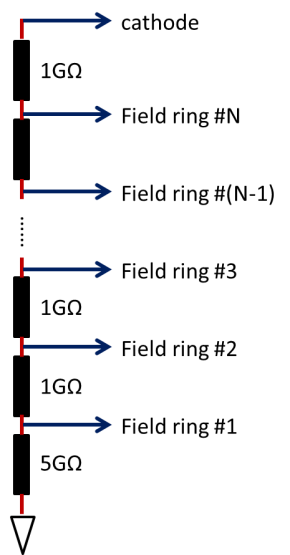 cathode
1GΩ
Field ring #N
Field ring #(N-1)
Field ring #3
1GΩ
Field ring #2
1GΩ
Field ring #1
5GΩ